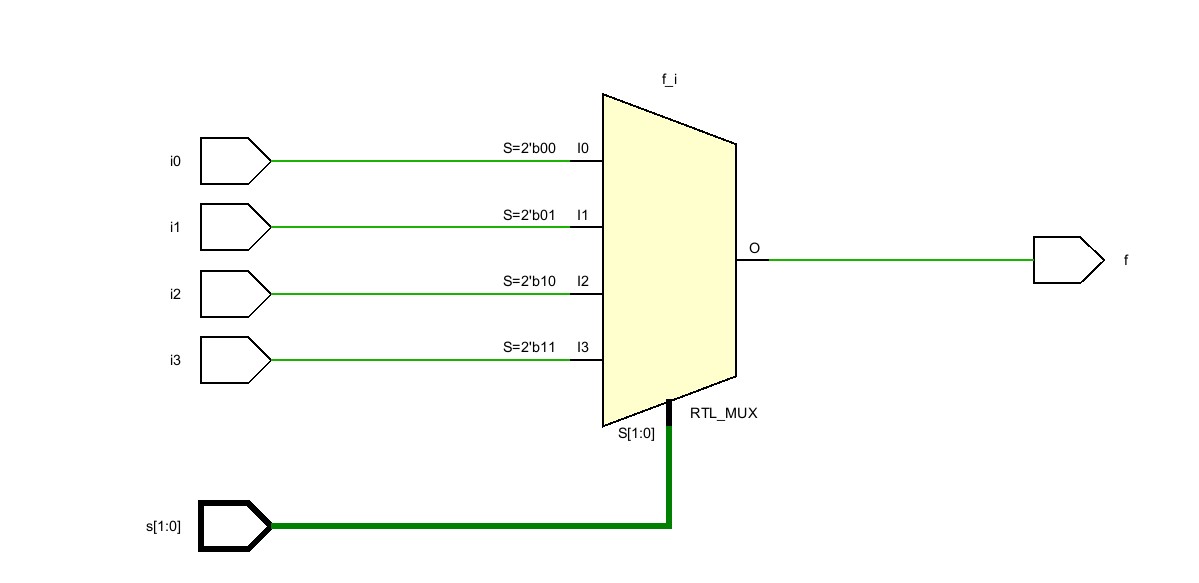 f_i
i0 S=2'b00 I0
i1 S=2'b01 I1
O
f
i2 S=2'b10 I2
i3 S=2'b11 I3
RTL_MUX
S[1:0]
s[1:0]